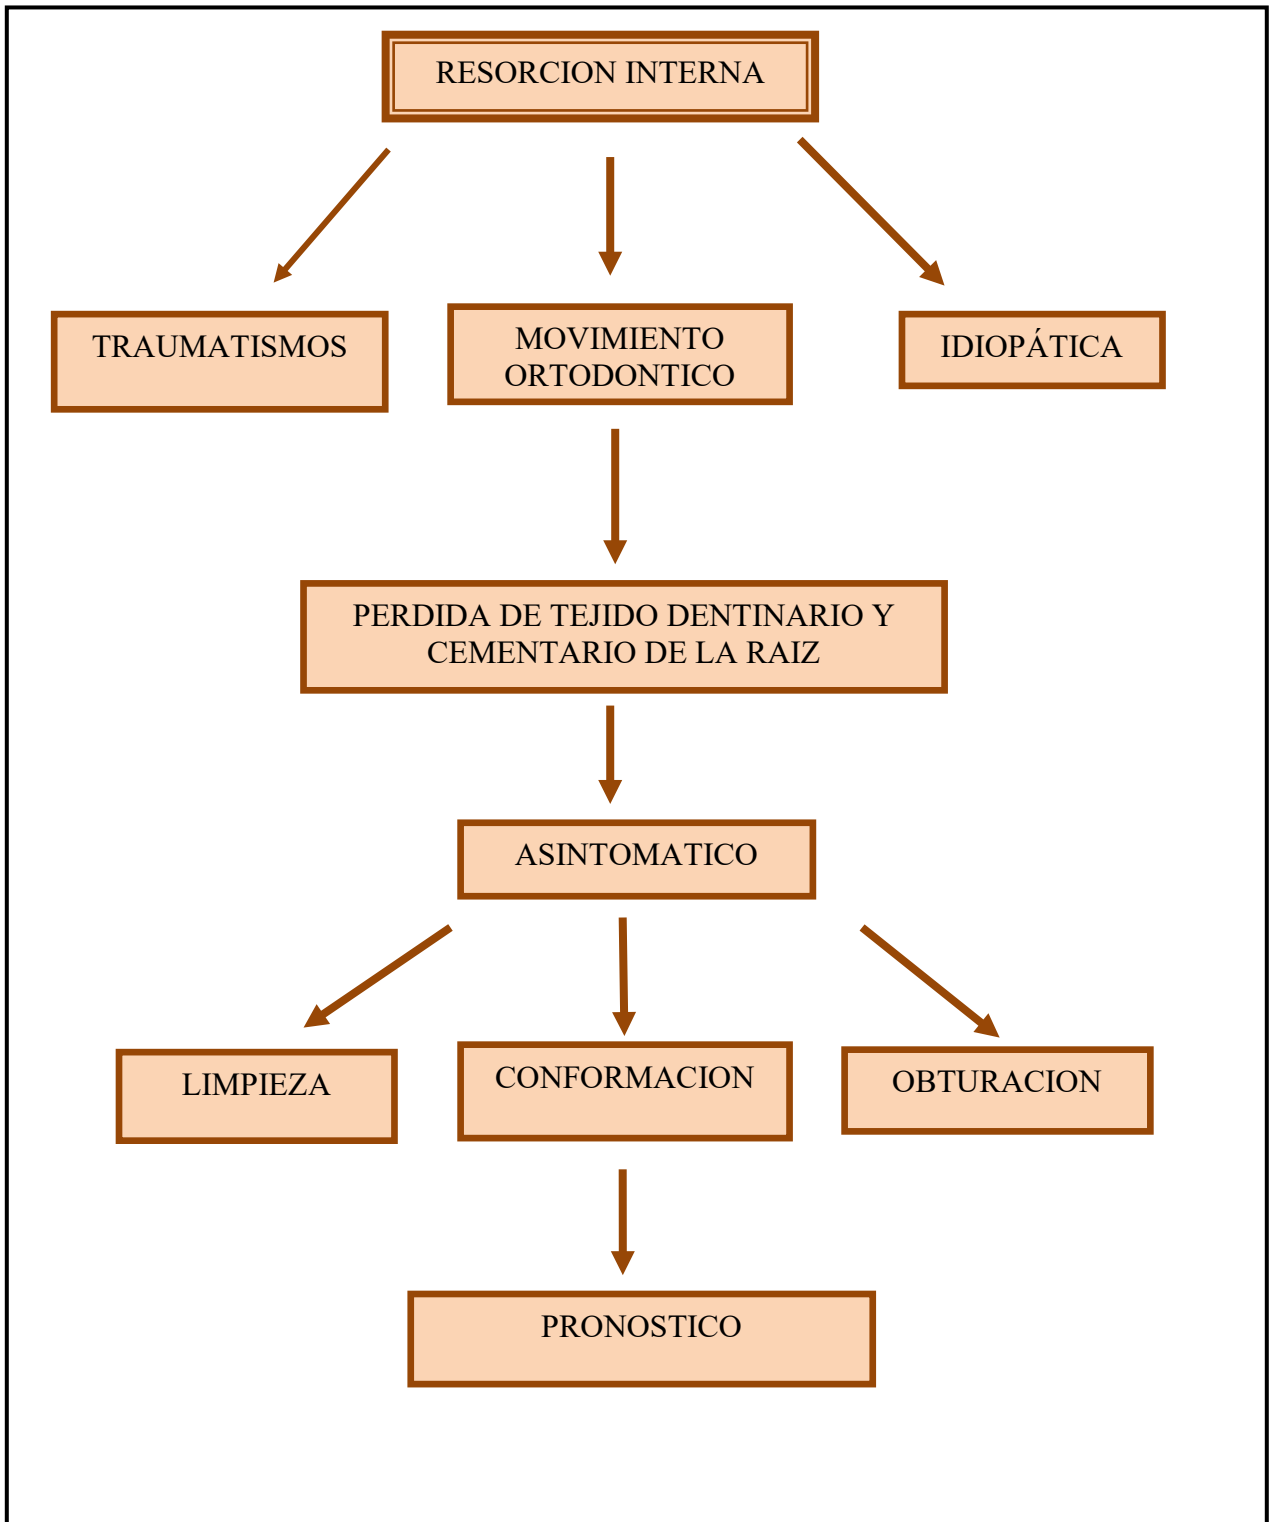 RESORCION INTERNA
TRAUMATISMOS
MOVIMIENTO
ORTODONTICO
IDIOPÁTICA
PERDIDA DE TEJIDO DENTINARIO Y
CEMENTARIO DE LA RAIZ
ASINTOMATICO
LIMPIEZA
CONFORMACION
OBTURACION
PRONOSTICO